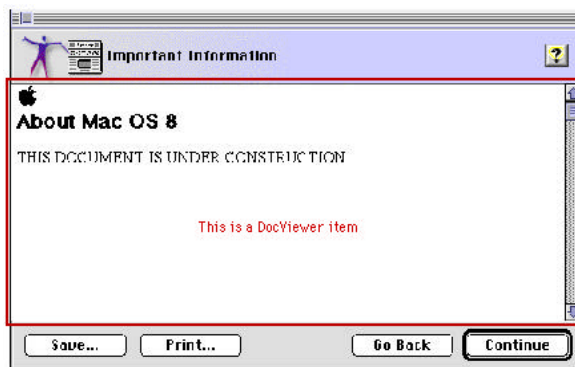 Important Information
?
About Mac OS 8
THIS DOCUMENT IS UNDER CONSTRUCTION
This is a DocViewer item
Save... Print... Go Back Continue